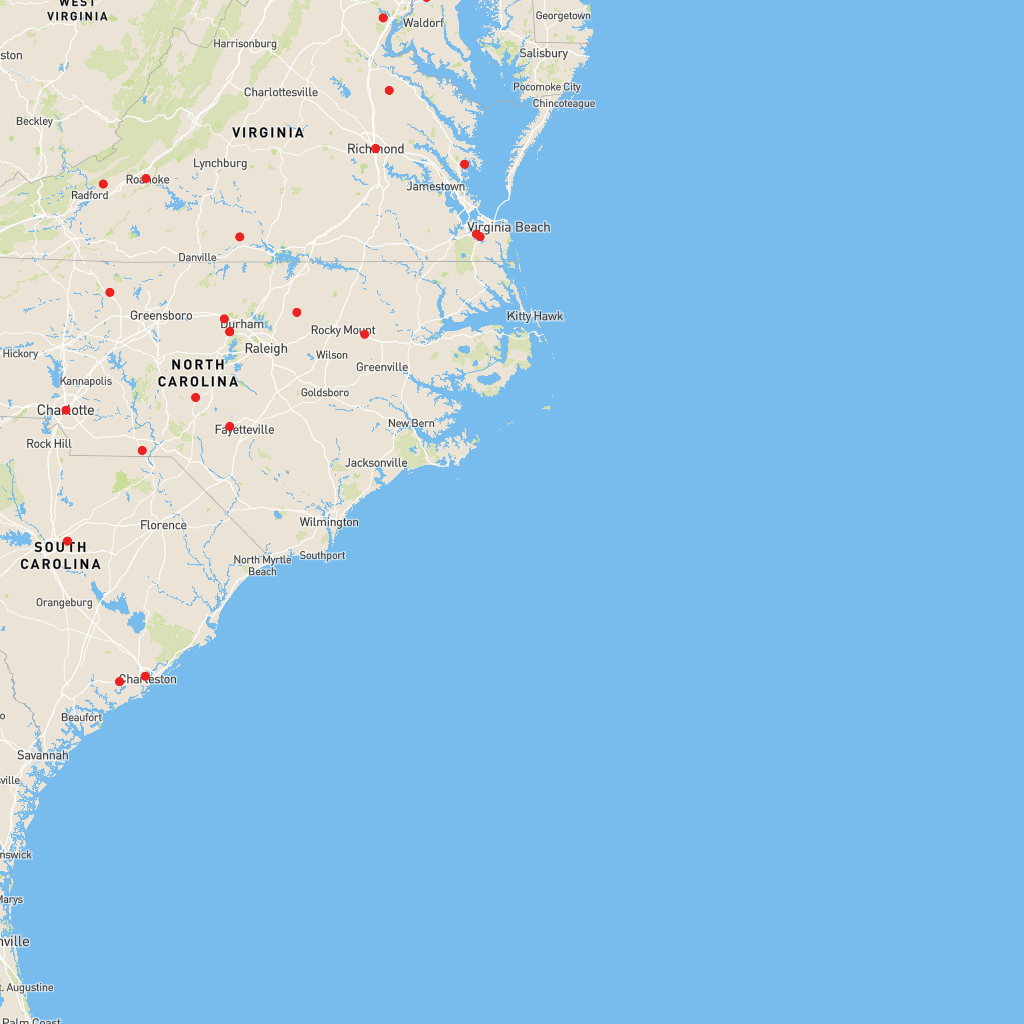 WEST
VIRGINIA
Waldorf
Georgetown
Harrisonburg
Salisbury
ston
Charlottesville
Pocomoke City
Chincoteague
Beckley
VIRGINIA
Richmond
Lynchburg
Roanoke
Radford
Jamestown
Virginia Beach
Danville
Greensboro
Durham
Kitty Hawk
Rocky Mount
Raleigh
Wilson
Hickory
NORTH
CAROLINA
Greenville
Kannapolis
Goldsboro
Charlotte
New Bern
Fayetteville
Rock Hill
Jacksonville
Florence
Wilmington
SOUTH
CAROLINA
North Myrtle
Beach
Southport
Orangeburg
Charleston
Beaufort
o
Savannah
sville
nswick
Marys
nville
t. Augustine
Palm Coast